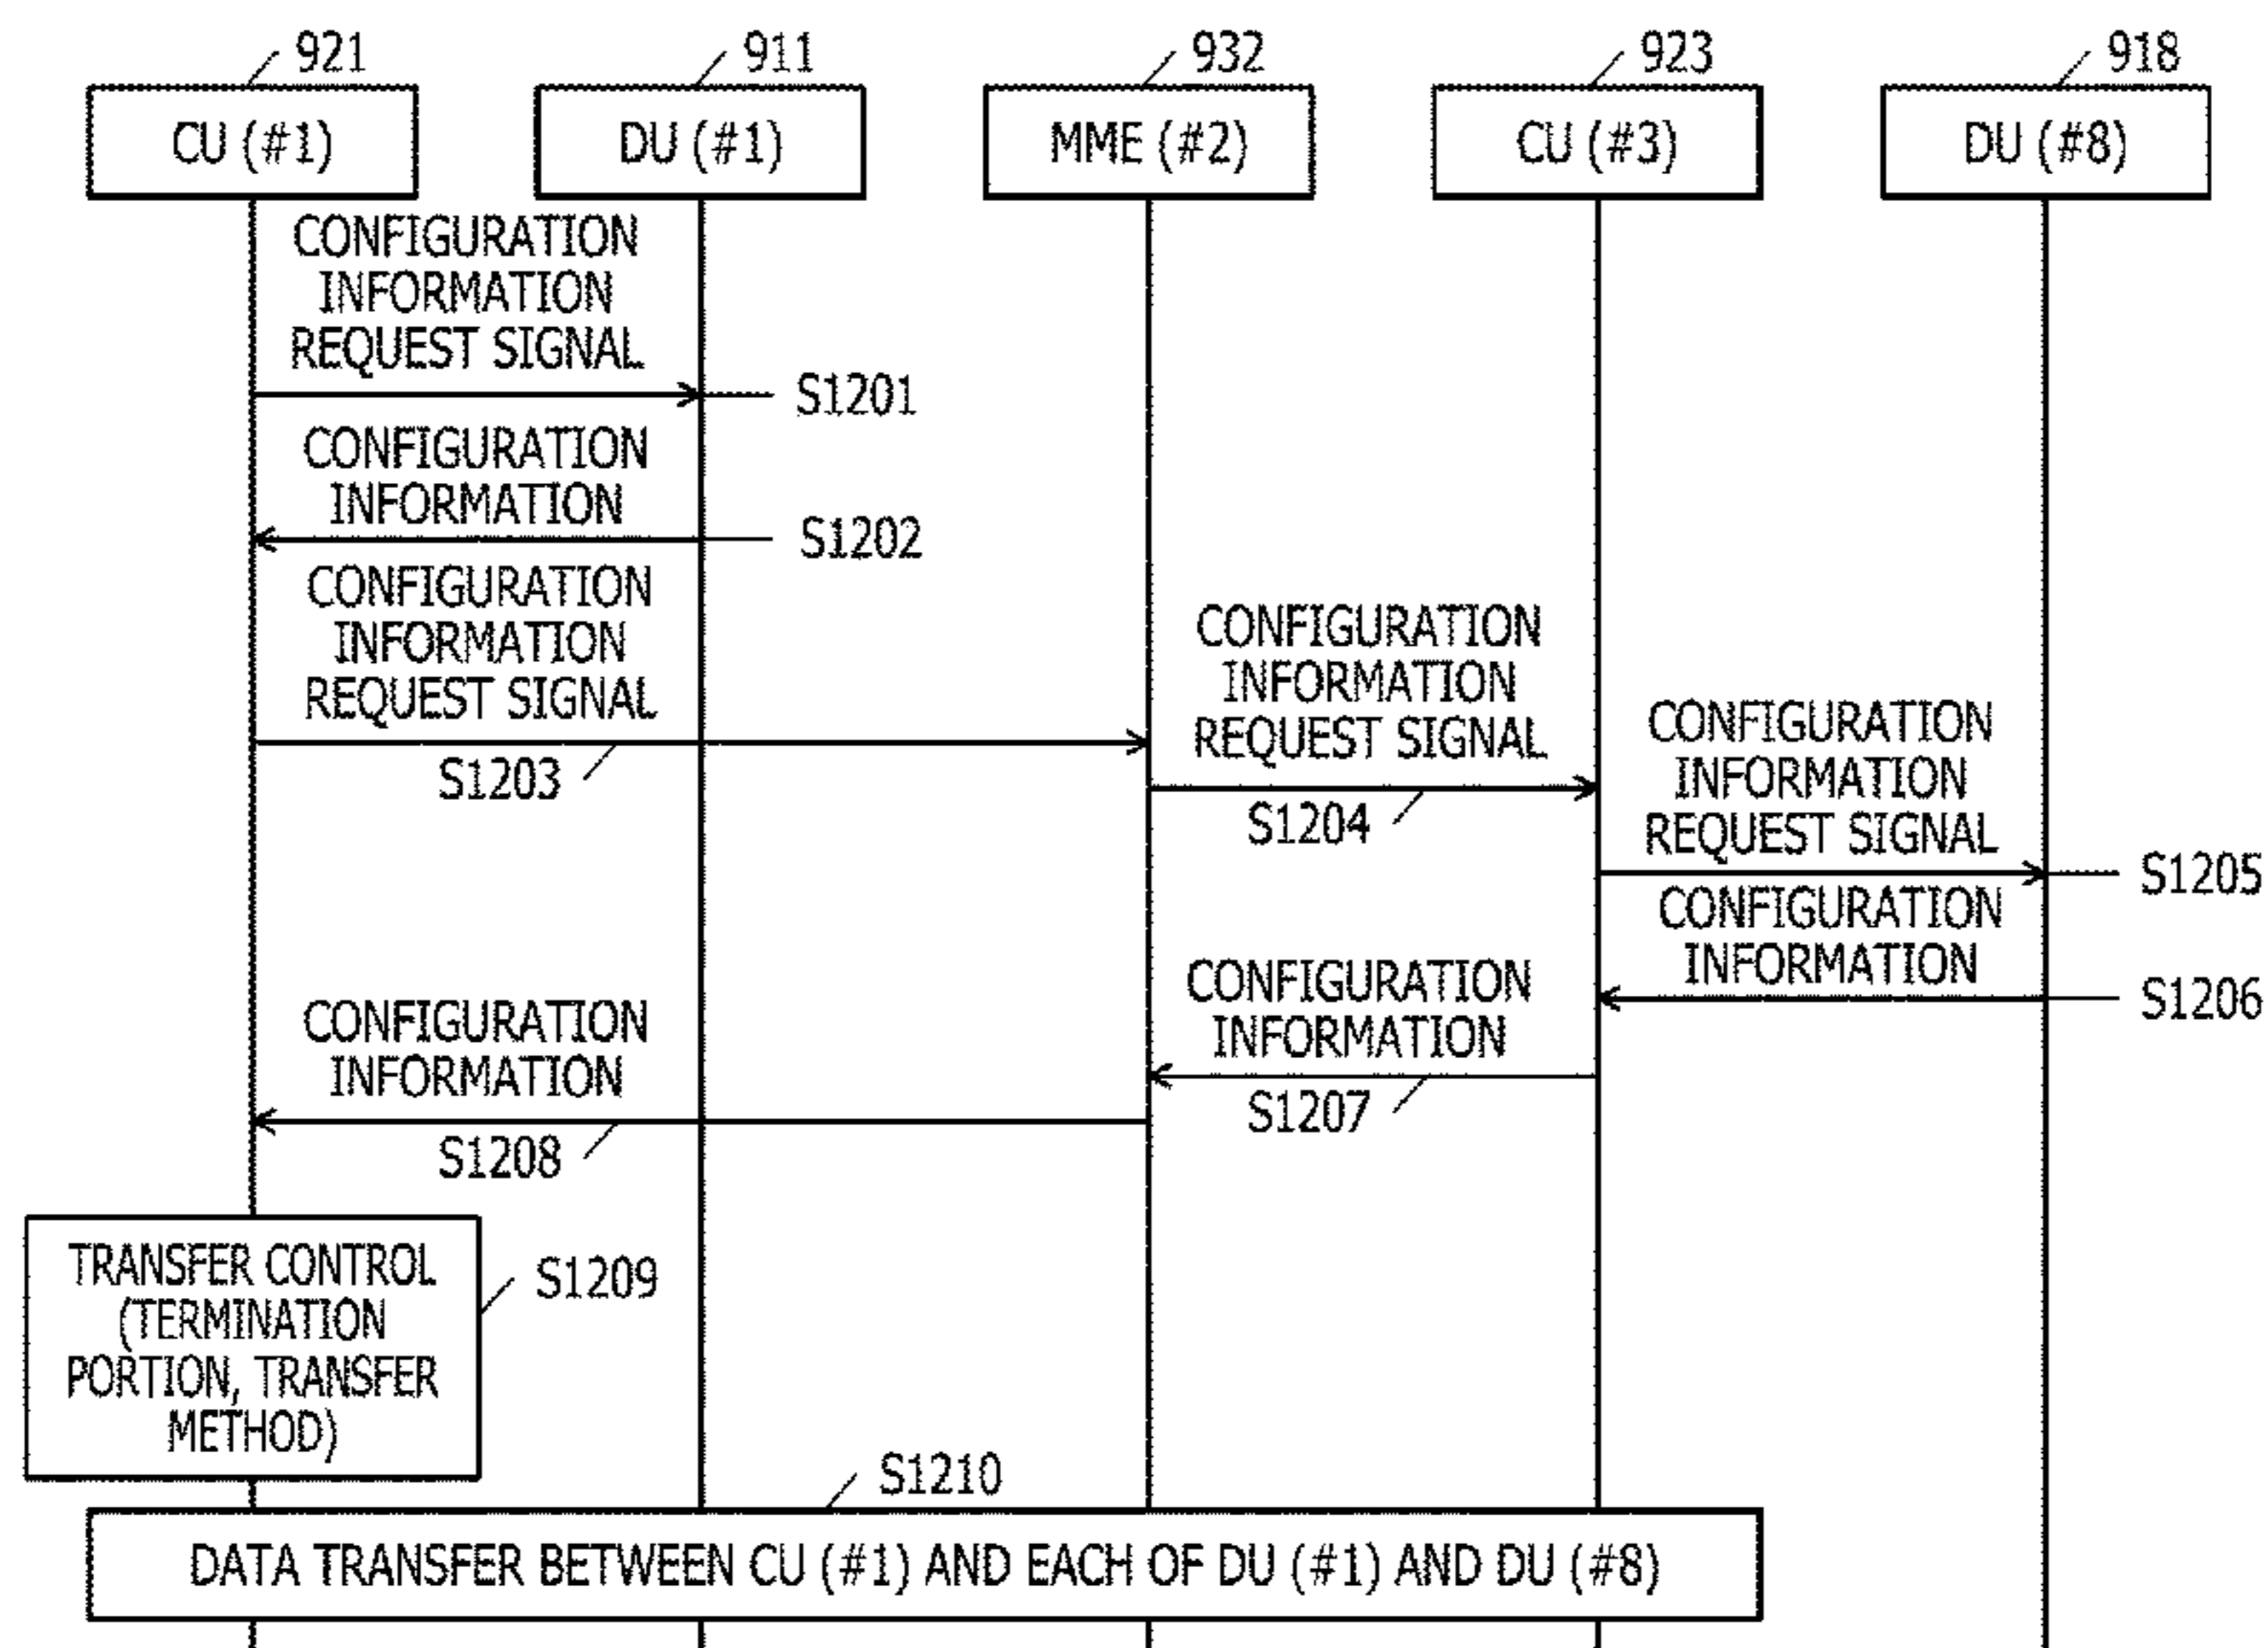 921
911
932
923
918
CU (#1)
DU (#1)
MME (#2)
CU (#3)
DU (#8)
CONFIGURATION
INFORMATION
REQUEST SIGNAL
S1201
CONFIGURATION
INFORMATION
S1202
CONFIGURATION
INFORMATION
REQUEST SIGNAL
S1203
CONFIGURATION
INFORMATION
REQUEST SIGNAL
S1204
CONFIGURATION
INFORMATION
REQUEST SIGNAL
S1205
CONFIGURATION
INFORMATION
S1206
CONFIGURATION
INFORMATION
S1207
CONFIGURATION
INFORMATION
S1208
TRANSFER CONTROL
(TERMINATION
PORTION, TRANSFER
METHOD)
S1209
S1210
DATA TRANSFER BETWEEN CU (#1) AND EACH OF DU (#1) AND DU (#8)